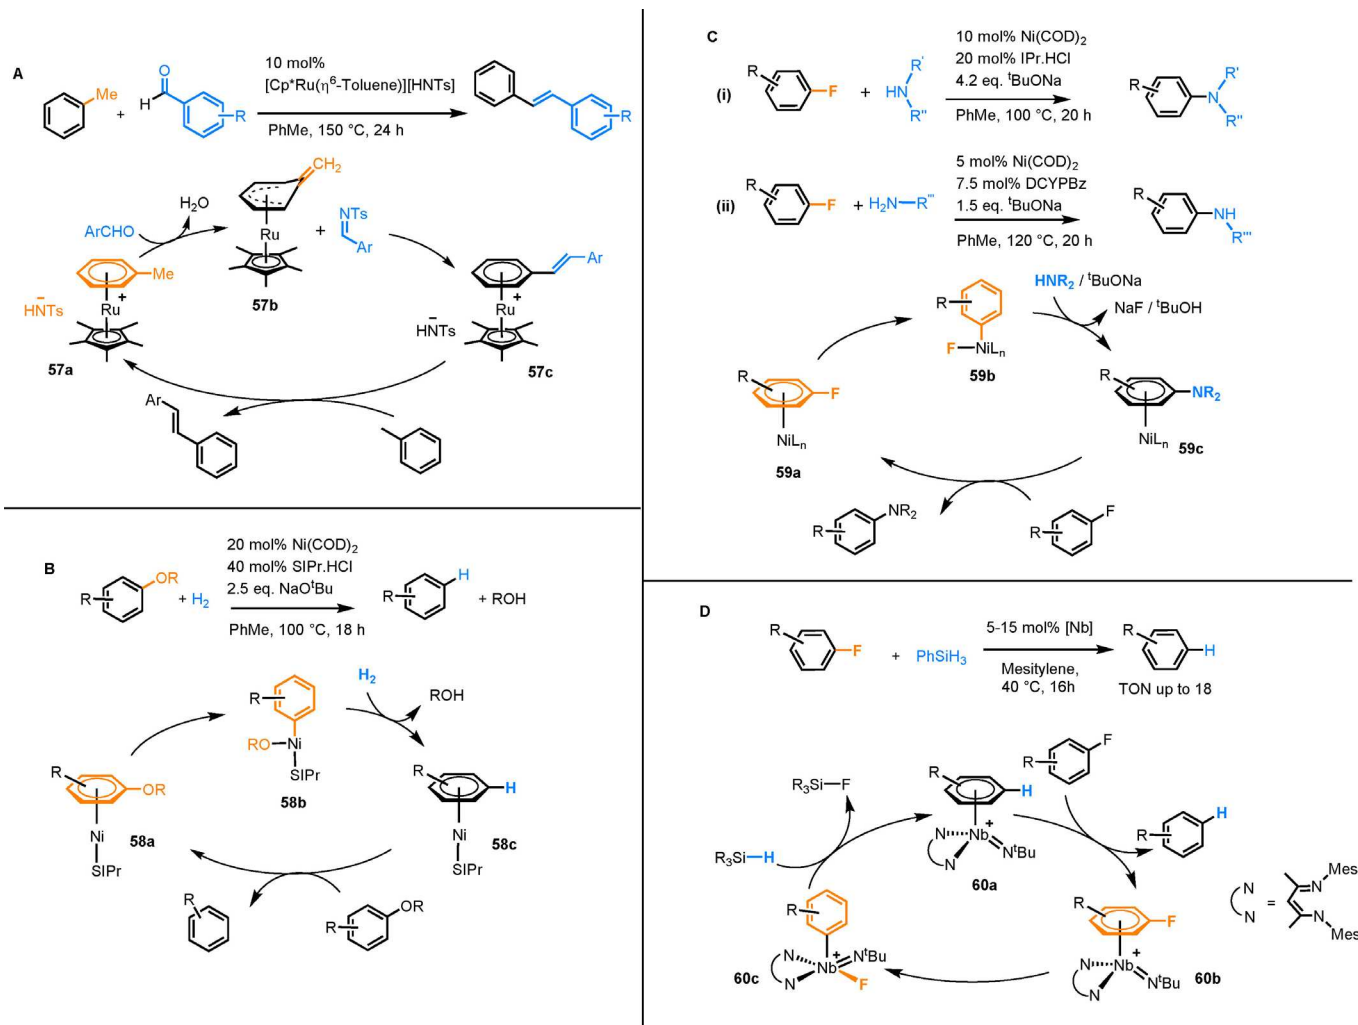 A
Me
+
O
H
R
10 mol%
[Cp*Ru(η6-Toluene)][HNTs]
PhMe, 150 °C, 24 h
R
H2O
ArCHO
CH2
Ru
57b
+
NTs
Ar
Me
+
Ru
HNTs
57a
Ar
+
Ru
HNTs
57c
Ar
B
R
OR
+ H2
20 mol% Ni(COD)2
40 mol% SIPr.HCl
2.5 eq. NaOtBu
PhMe, 100 °C, 18 h
R
H
+ ROH
R
RO
Ni
SIPr
58b
H2
ROH
R
OR
Ni
SIPr
58a
R
H
Ni
SIPr
58c
R
R
OR
C
(i)
R
F
+
HN
R'
R''
10 mol% Ni(COD)2
20 mol% IPr.HCl
4.2 eq. tBuONa
PhMe, 100 °C, 20 h
R
N
R'
R''
(ii)
R
F
+ H2N
R'''
5 mol% Ni(COD)2
7.5 mol% DCYPBz
1.5 eq. tBuONa
PhMe, 120 °C, 20 h
R
NH
R'''
R
F
NiLn
59b
HNR2 / tBuONa
NaF / tBuOH
R
F
NiLn
59a
R
NR2
NiLn
59c
R
NR2
R
F
D
R
F
+
PhSiH3
5-15 mol% [Nb]
Mesitylene,
40 °C, 16h
R
H
TON up to 18
R3Si
F
R3Si
H
R
H
+
Nb
N
N
NtBu
60a
R
F
R
H
R
+
Nb
N
N
NtBu
F
60c
R
F
+
Nb
N
N
NtBu
60b
N
N
=
N
Mes
N
Mes